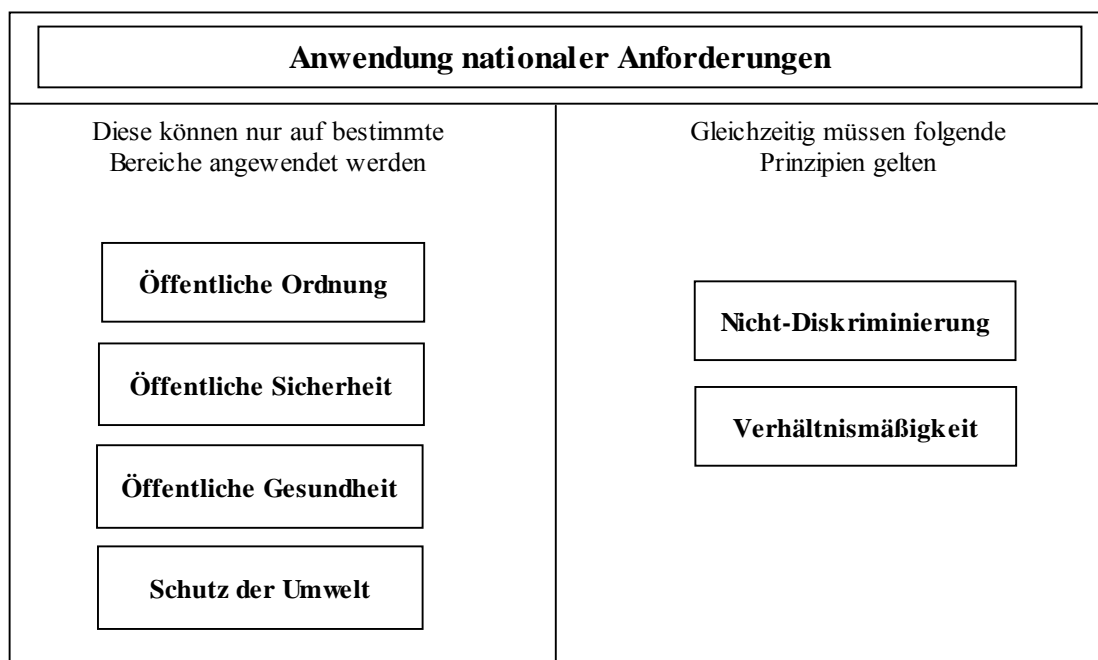 Anwendung nationaler Anforderungen
Diese können nur auf bestimmte
Bereiche angewendet werden
Öffentliche Ordnung
Öffentliche Sicherheit
Öffentliche Gesundheit
Schutz der Umwelt
Gleichzeitig müssen folgende
Prinzipien gelten
Nicht-Diskriminierung
Verhältnismäßigkeit